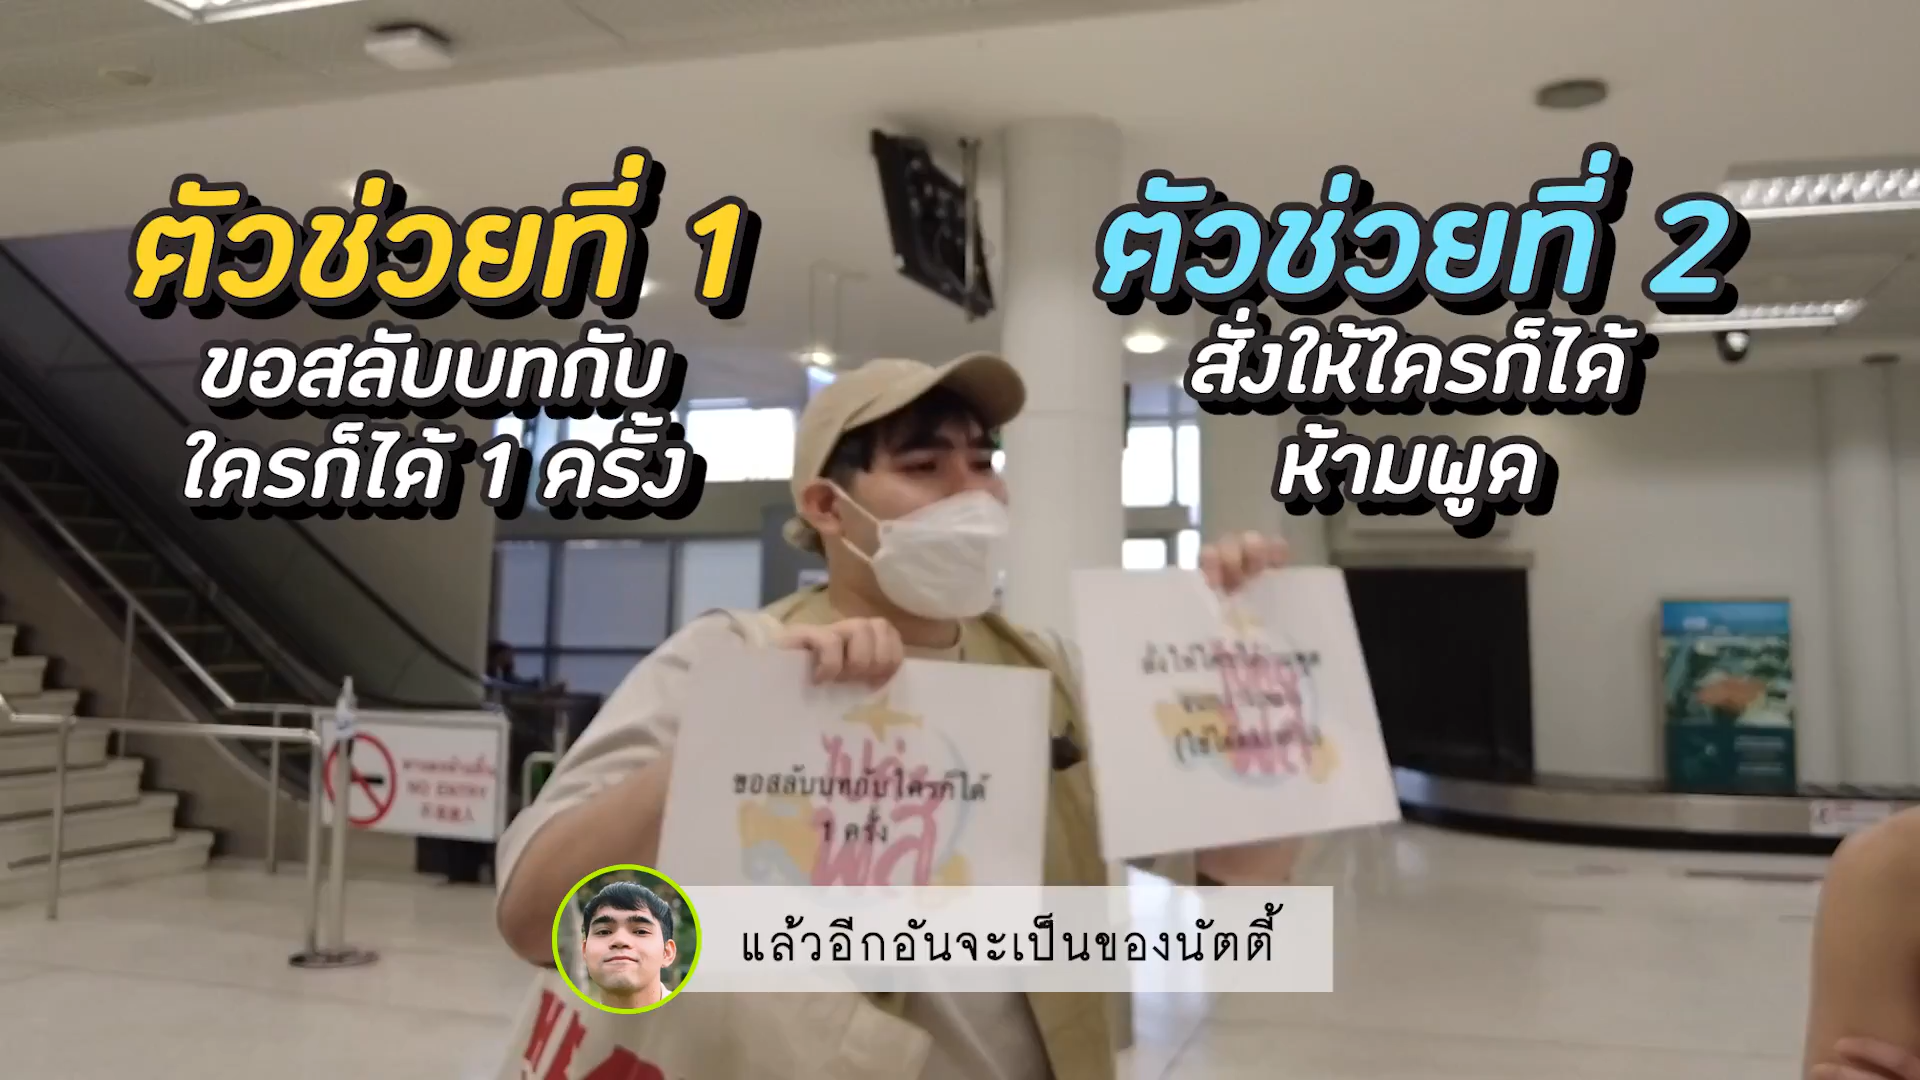 ตัวช่วยที่ 1
ขอสลับบทกับ
ใครก็ได้ 1 ครั้ง
ตัวช่วยที่ 2
สั่งให้ใครก็ได้
ห้ามพูด
ขอสลับบทกับใครก็ได้
1 ครั้ง
ไปสู่
NO ENTRY
แล้วอีกอันจะเป็นของนัตตี้